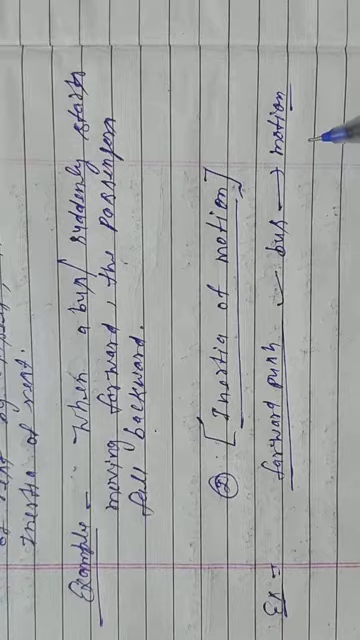 Inertia of rest.
Example - When a bus suddenly starts
moving forward, the passengers
fall backward.
② [Inertia of motion]
Ex - forward push ✓ bus → motion